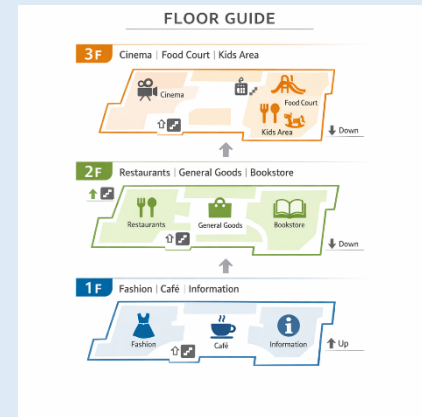 FLOOR GUIDE
3F Cinema | Food Court | Kids Area
Cinema
Food Court
Kids Area
Down
2F Restaurants | General Goods | Bookstore
Restaurants
General Goods
Bookstore
Down
1F Fashion | Café | Information
Fashion
Café
Information
Up